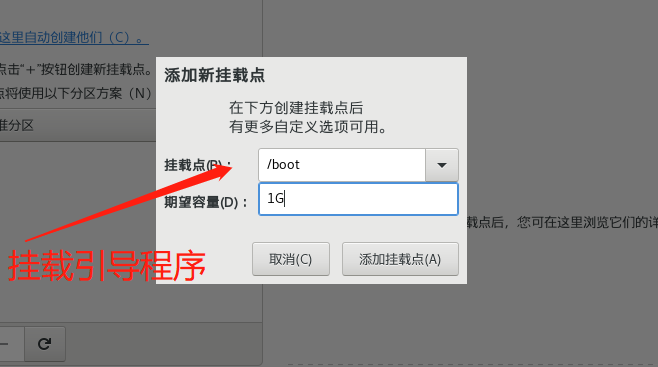 这里自动创建他们（C）。
点击“+”按钮创建新挂载点。
点将使用以下分区方案（N）
准分区
添加新挂载点
在下方创建挂载点后
有更多自定义选项可用。
挂载点(P)：
/boot
期望容量(D)：
1G
取消(C)
添加挂载点(A)
载点后，您可在这里浏览它们的详
挂载引导程序